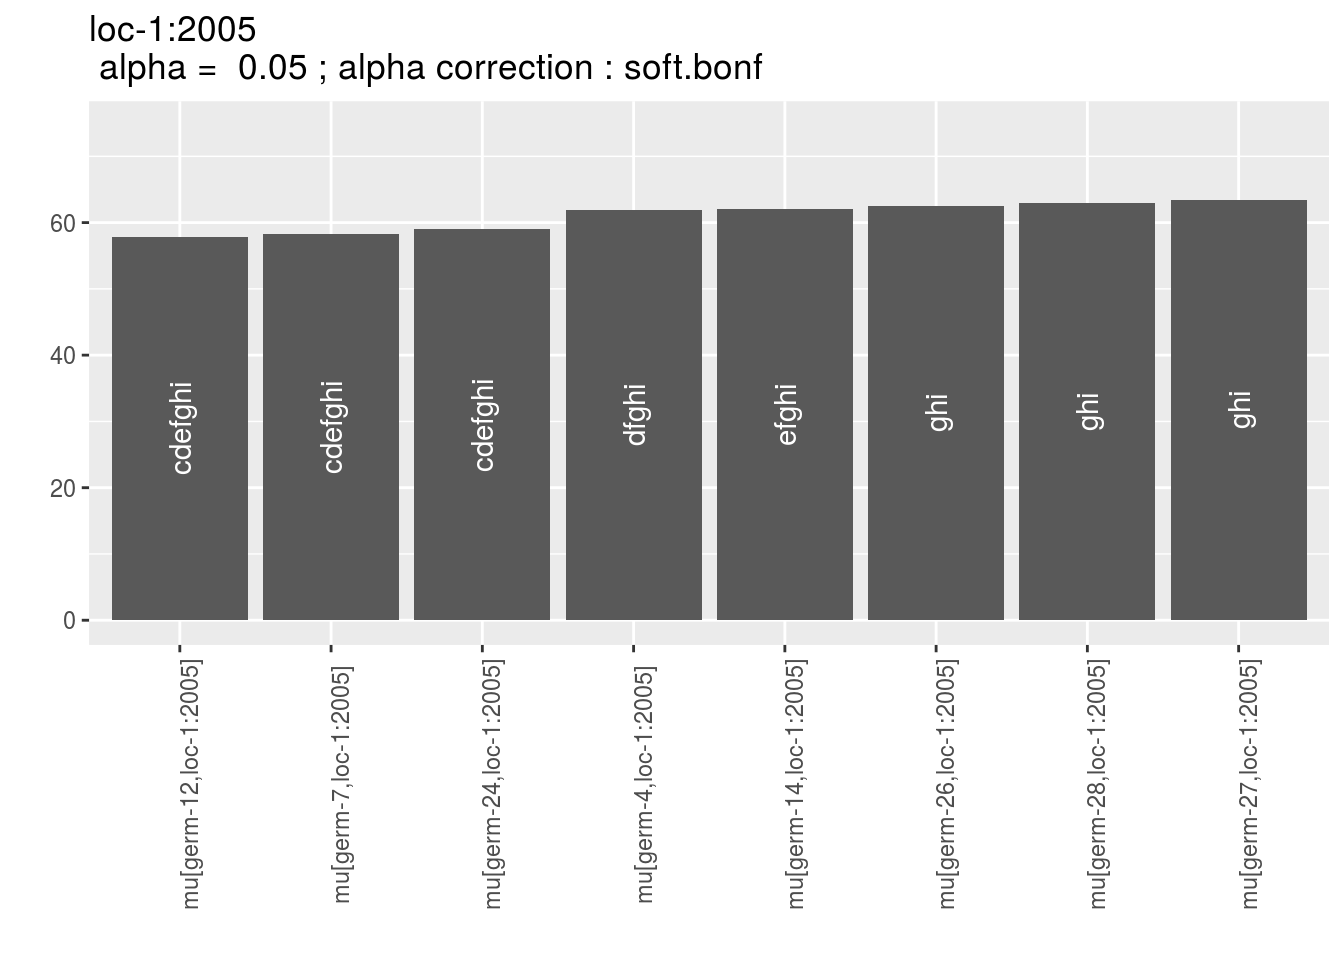 loc-1:2005
alpha =  0.05 ; alpha correction : soft.bonf
60
40
20
0
cdefghi
cdefghi
cdefghi
dfghi
efghi
ghi
ghi
ghi
mu[germ-12,loc-1:2005]
mu[germ-7,loc-1:2005]
mu[germ-24,loc-1:2005]
mu[germ-4,loc-1:2005]
mu[germ-14,loc-1:2005]
mu[germ-26,loc-1:2005]
mu[germ-28,loc-1:2005]
mu[germ-27,loc-1:2005]